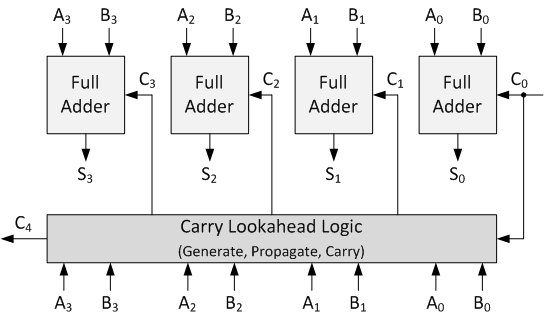 A₃ B₃ A₂ B₂ A₁ B₁ A₀ B₀
Full Adder C₃ Full Adder C₂ Full Adder C₁ Full Adder C₀
S₃ S₂ S₁ S₀
C₄
Carry Lookahead Logic
(Generate, Propagate, Carry)
A₃ B₃ A₂ B₂ A₁ B₁ A₀ B₀